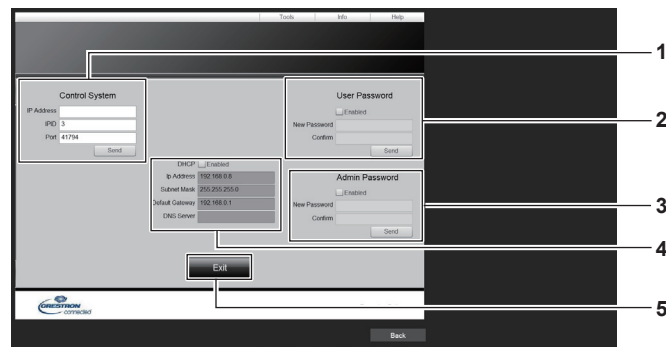 Tools Info Help
1
Control System
IP Address
IPID 3
Port 41794
Send
User Password
Enabled
New Password
Confirm
Send
2
DHCP Enabled
Ip Address 192.168.0.8
Subnet Mask 255.255.255.0
Default Gateway 192.168.0.1
DNS Server
Admin Password
Enabled
New Password
Confirm
Send
3
4
Exit
5
CRESTRON
connected
Back